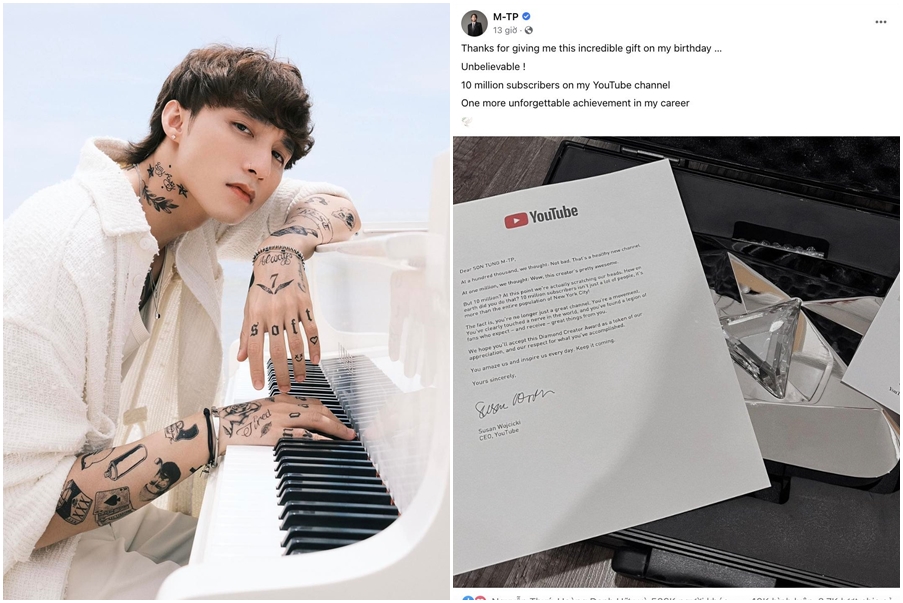 M-TP
13 giờ
Thanks for giving me this incredible gift on my birthday ...
Unbelievable !
10 million subscribers on my YouTube channel
One more unforgettable achievement in my career
YouTube
Dear SON TUNG M-TP,
At a hundred thousand, we thought: Not bad. That's a healthy new channel.
At one million, we thought: Wow, this creator's pretty awesome.
But 10 million? At this point we're actually scratching our heads. How on
earth did you do that? 10 million subscribers isn't just a lot of people, it's
more than the entire population of New York City!
The fact is, you're no longer just a great channel. You're a movement.
You've clearly touched a nerve in the world, and you've found a legion of
fans who expect – and receive – great things from you.
We hope you'll accept this Diamond Creator Award as a token of our
appreciation, and our respect for what you've accomplished.
You amaze us and inspire us every day. Keep it coming.
Yours sincerely,
Susan Wojcicki
CEO, YouTube
Always
7
soft
Tired
XXX